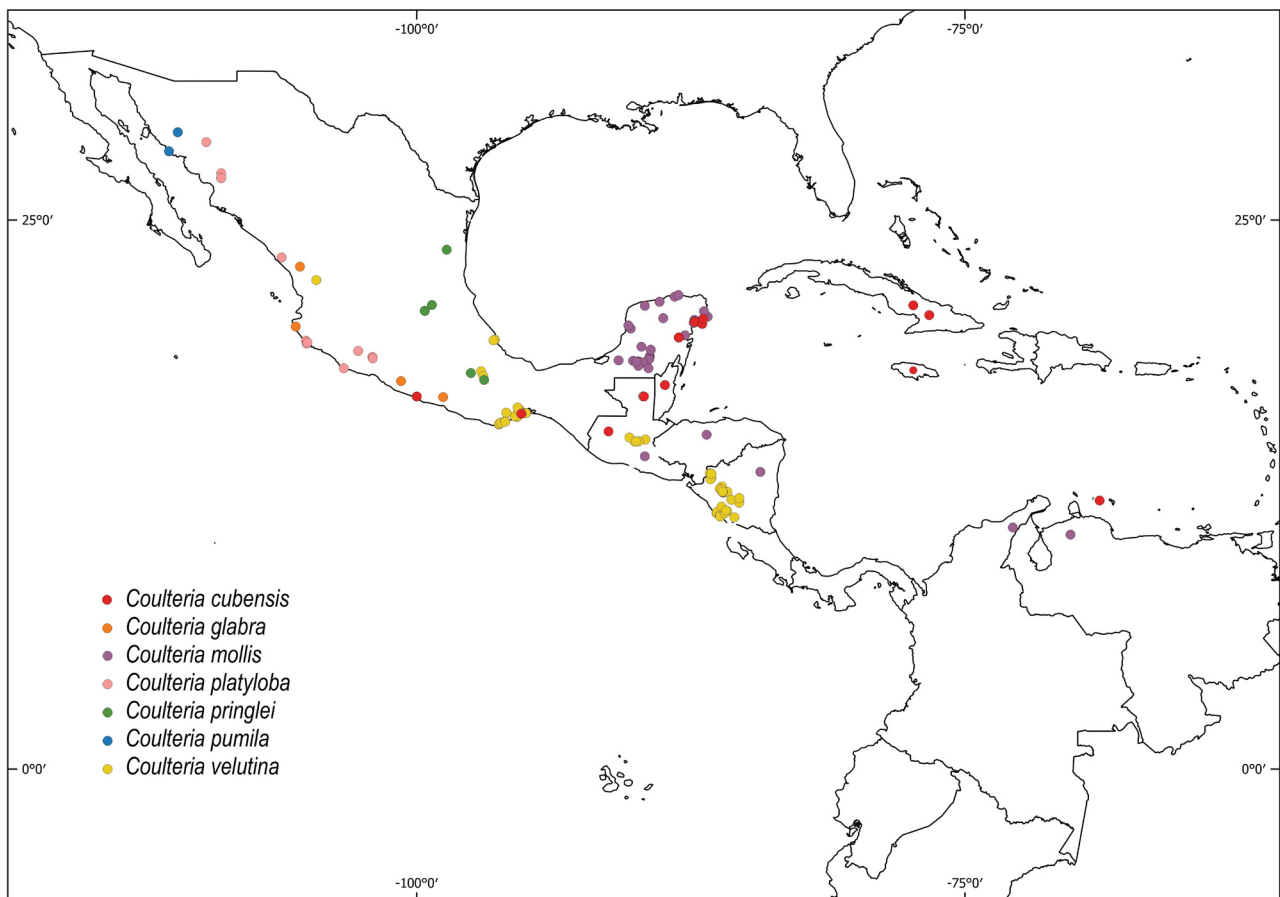 -100°0′
-75°0′
25°0′
25°0′
Coulteria cubensis
Coulteria glabra
Coulteria mollis
Coulteria platyloba
Coulteria pringlei
Coulteria pumila
Coulteria velutina
0°0′
0°0′
-100°0′
-75°0′